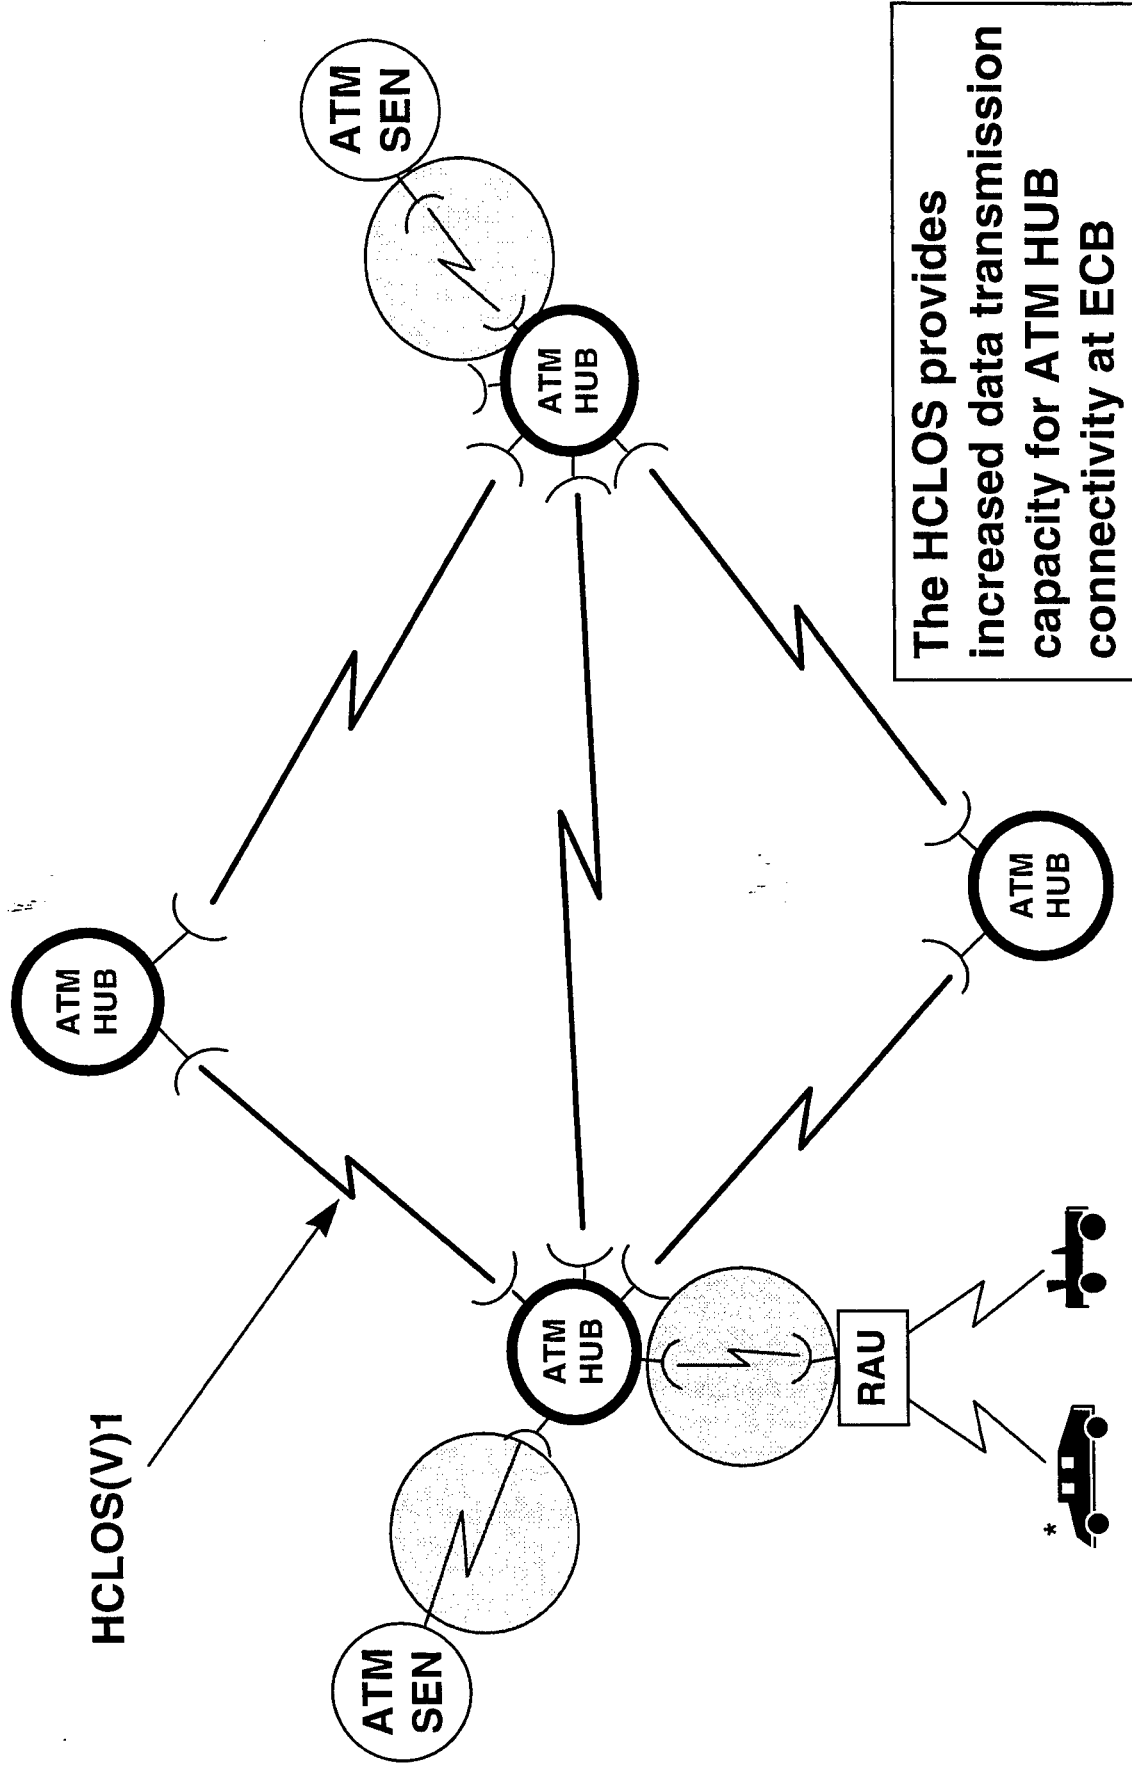 HCLOS(V)1
ATM
HUB
ATM
SEN
ATM
SEN
ATM
HUB
ATM
HUB
RAU
*
ATM
HUB
The HCLOS provides
increased data transmission
capacity for ATM HUB
connectivity at ECB